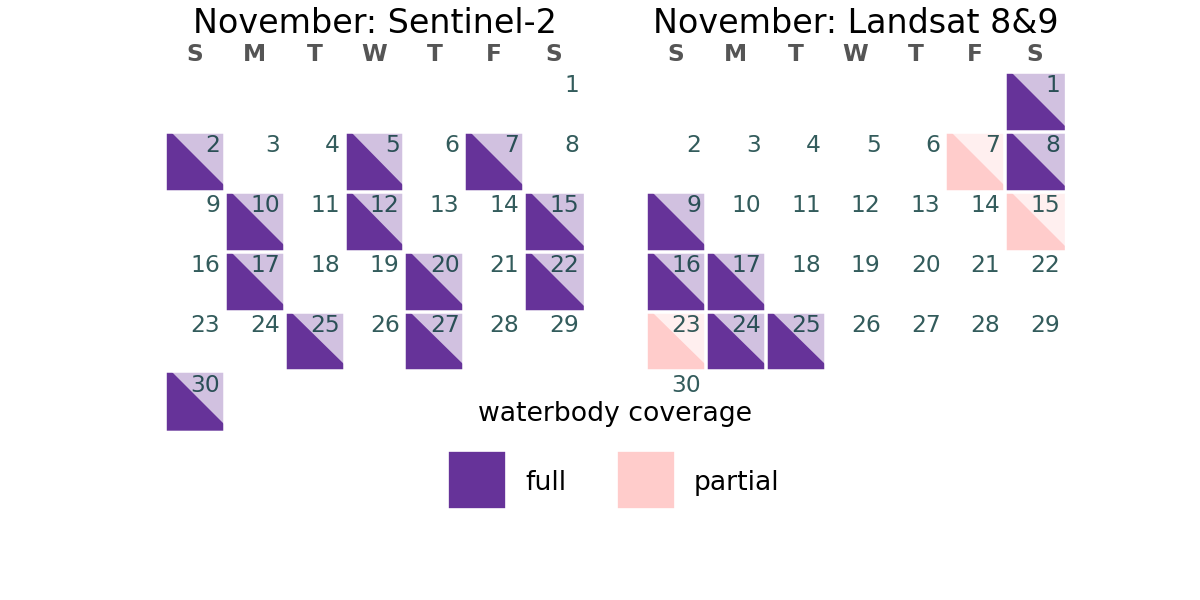 November: Sentinel-2
S M T W T F S
1
2 3 4 5 6 7 8
9 10 11 12 13 14 15
16 17 18 19 20 21 22
23 24 25 26 27 28 29
30
November: Landsat 8&9
S M T W T F S
1
2 3 4 5 6 7 8
9 10 11 12 13 14 15
16 17 18 19 20 21 22
23 24 25 26 27 28 29
30
waterbody coverage
full partial